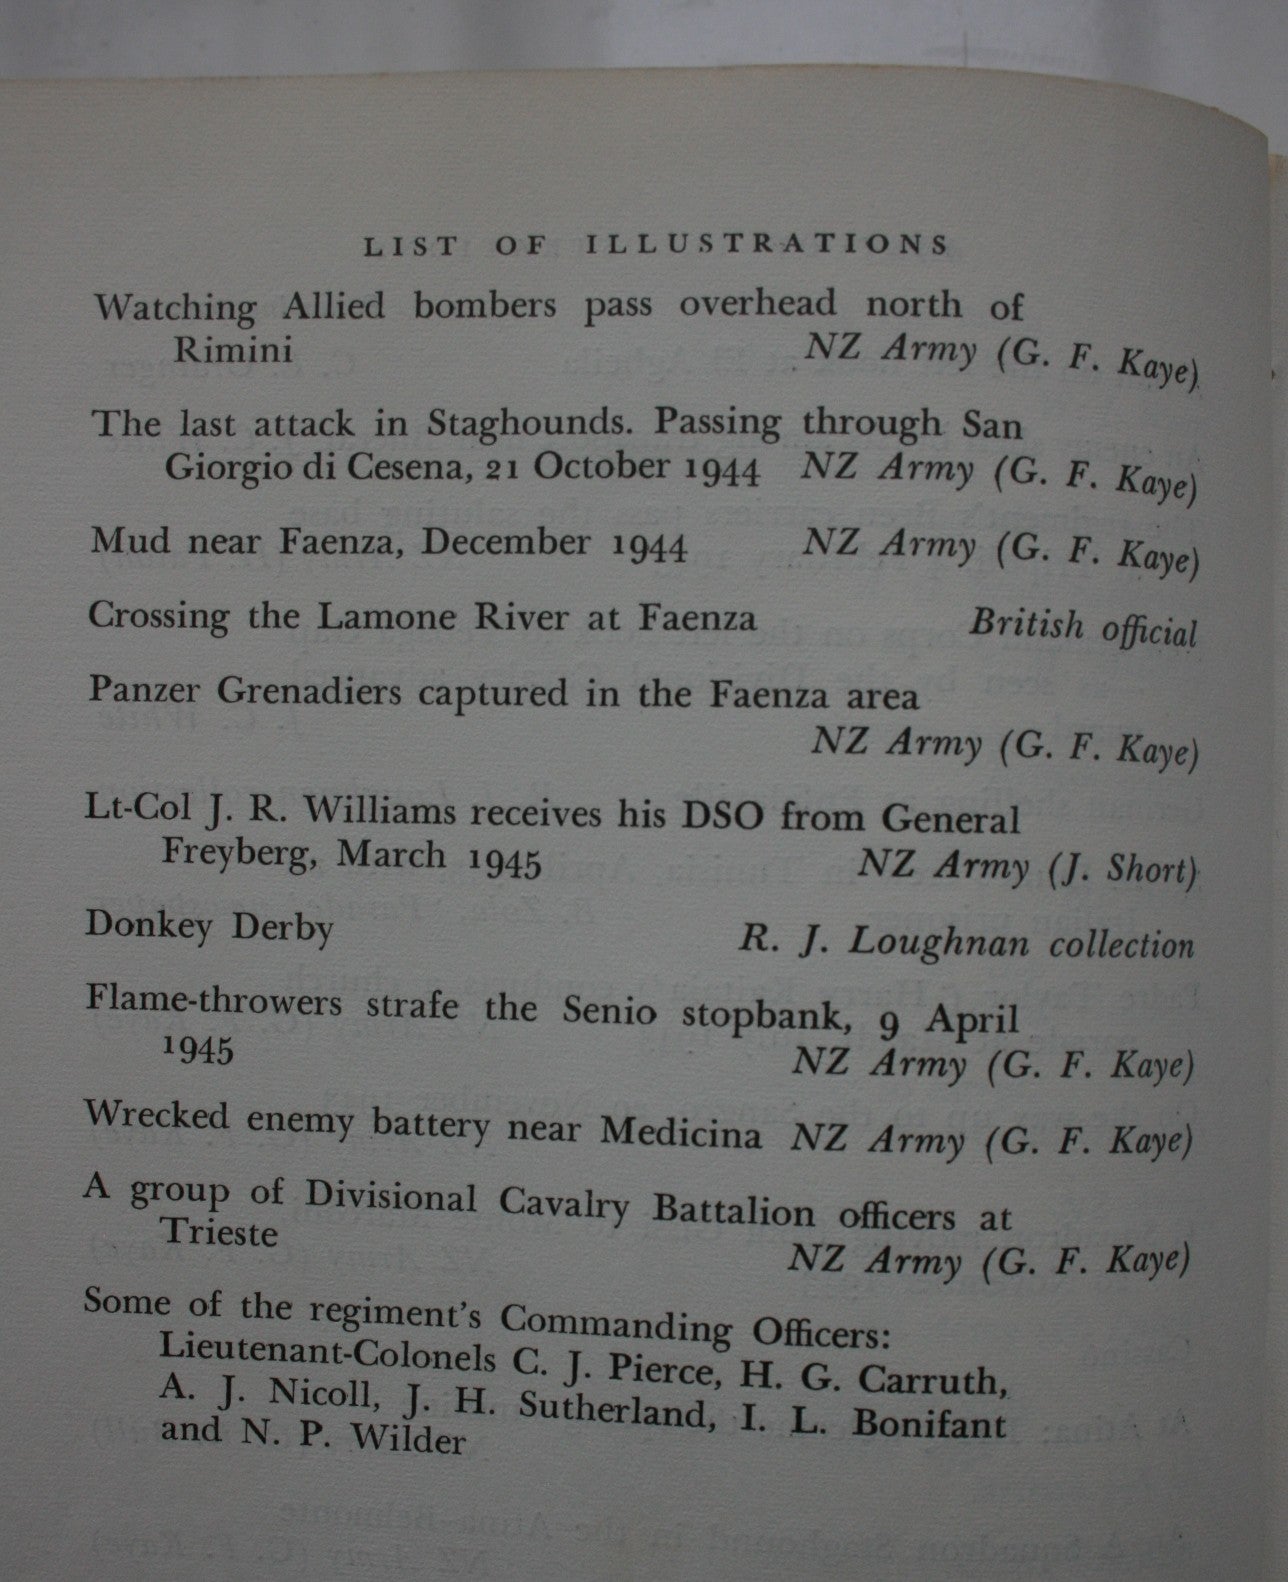 LIST OF ILLUSTRATIONS
Watching Allied bombers pass overhead north of
Rimini NZ Army (G. F. Kaye)
The last attack in Staghounds. Passing through San
Giorgio di Cesena, 21 October 1944 NZ Army (G. F. Kaye)
Mud near Faenza, December 1944 NZ Army (G. F. Kaye)
Crossing the Lamone River at Faenza British official
Panzer Grenadiers captured in the Faenza area
NZ Army (G. F. Kaye)
Lt-Col J. R. Williams receives his DSO from General
Freyberg, March 1945 NZ Army (J. Short)
Donkey Derby R. J. Loughnan collection
Flame-throwers strafe the Senio stopbank, 9 April
1945 NZ Army (G. F. Kaye)
Wrecked enemy battery near Medicina NZ Army (G. F. Kaye)
A group of Divisional Cavalry Battalion officers at
Trieste NZ Army (G. F. Kaye)
Some of the regiment's Commanding Officers:
Lieutenant-Colonels C. J. Pierce, H. G. Carruth,
A. J. Nicoll, J. H. Sutherland, I. L. Bonifant
and N. P. Wilder